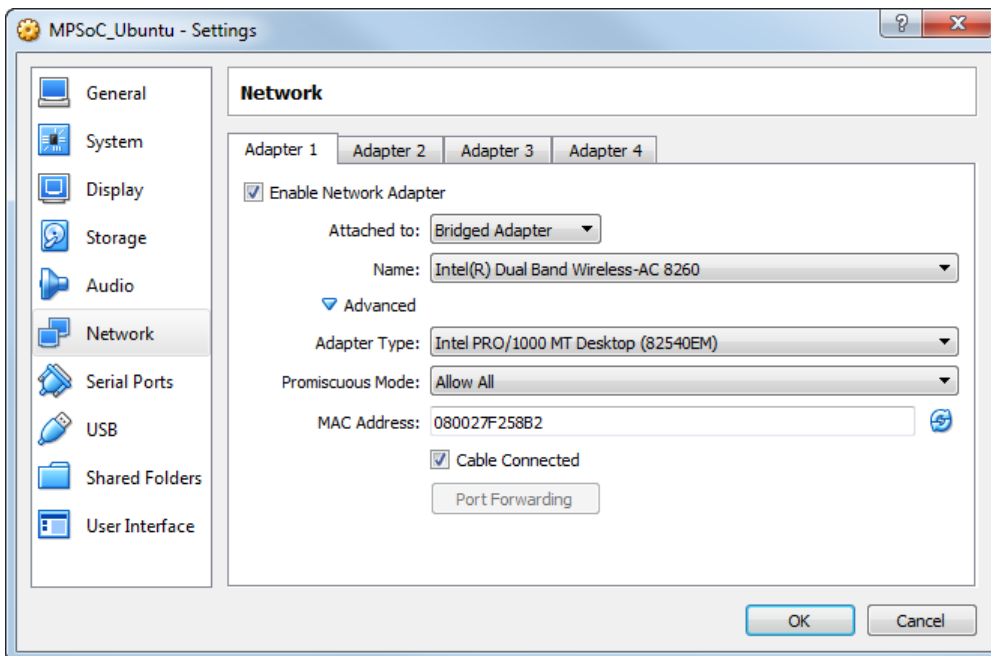 MPSoC_Ubuntu - Settings
?
X
General
System
Display
Storage
Audio
Network
Serial Ports
USB
Shared Folders
User Interface
Network
Adapter 1 Adapter 2 Adapter 3 Adapter 4
Enable Network Adapter
Attached to: Bridged Adapter
Name: Intel(R) Dual Band Wireless-AC 8260
Advanced
Adapter Type: Intel PRO/1000 MT Desktop (82540EM)
Promiscuous Mode: Allow All
MAC Address: 080027F258B2
Cable Connected
Port Forwarding
OK Cancel